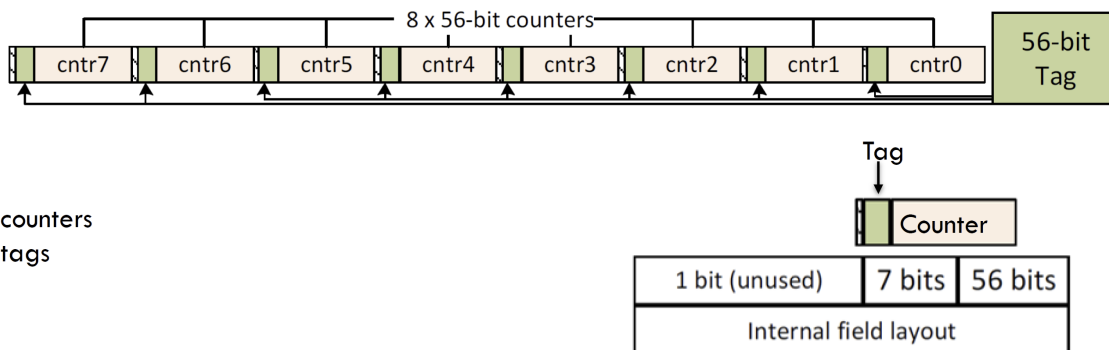 8 x 56-bit counters
cntr7 cntr6 cntr5 cntr4 cntr3 cntr2 cntr1 cntr0
56-bit
Tag
Tag
Counter
counters
tags
1 bit (unused) 7 bits 56 bits
Internal field layout